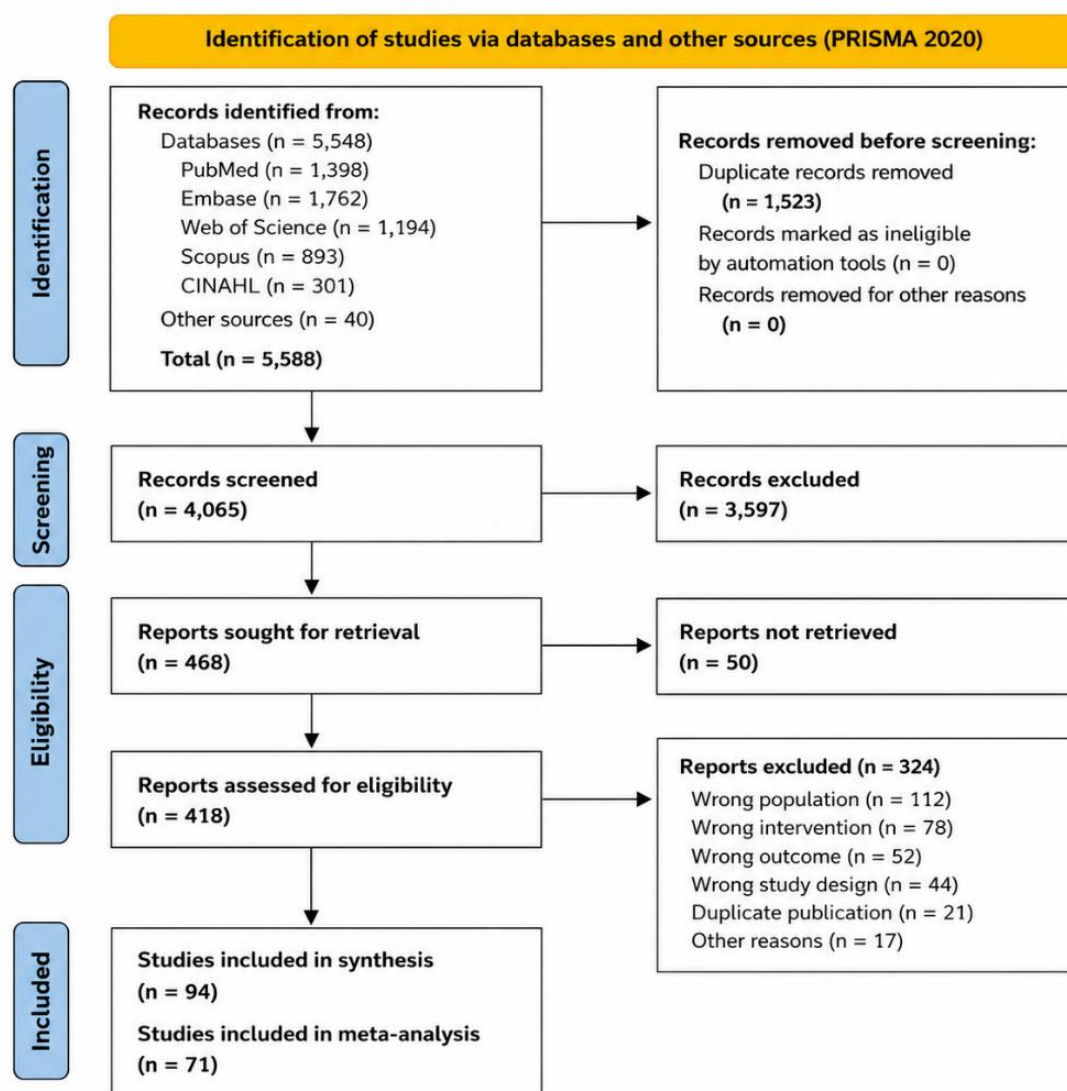 Identification of studies via databases and other sources (PRISMA 2020)
Identification
Records identified from:
Databases (n = 5,548)
PubMed (n = 1,398)
Embase (n = 1,762)
Web of Science (n = 1,194)
Scopus (n = 893)
CINAHL (n = 301)
Other sources (n = 40)
Total (n = 5,588)
Records removed before screening:
Duplicate records removed
(n = 1,523)
Records marked as ineligible
by automation tools (n = 0)
Records removed for other reasons
(n = 0)
Screening
Records screened
(n = 4,065)
Records excluded
(n = 3,597)
Eligibility
Reports sought for retrieval
(n = 468)
Reports not retrieved
(n = 50)
Reports assessed for eligibility
(n = 418)
Reports excluded (n = 324)
Wrong population (n = 112)
Wrong intervention (n = 78)
Wrong outcome (n = 52)
Wrong study design (n = 44)
Duplicate publication (n = 21)
Other reasons (n = 17)
Included
Studies included in synthesis
(n = 94)
Studies included in meta-analysis
(n = 71)